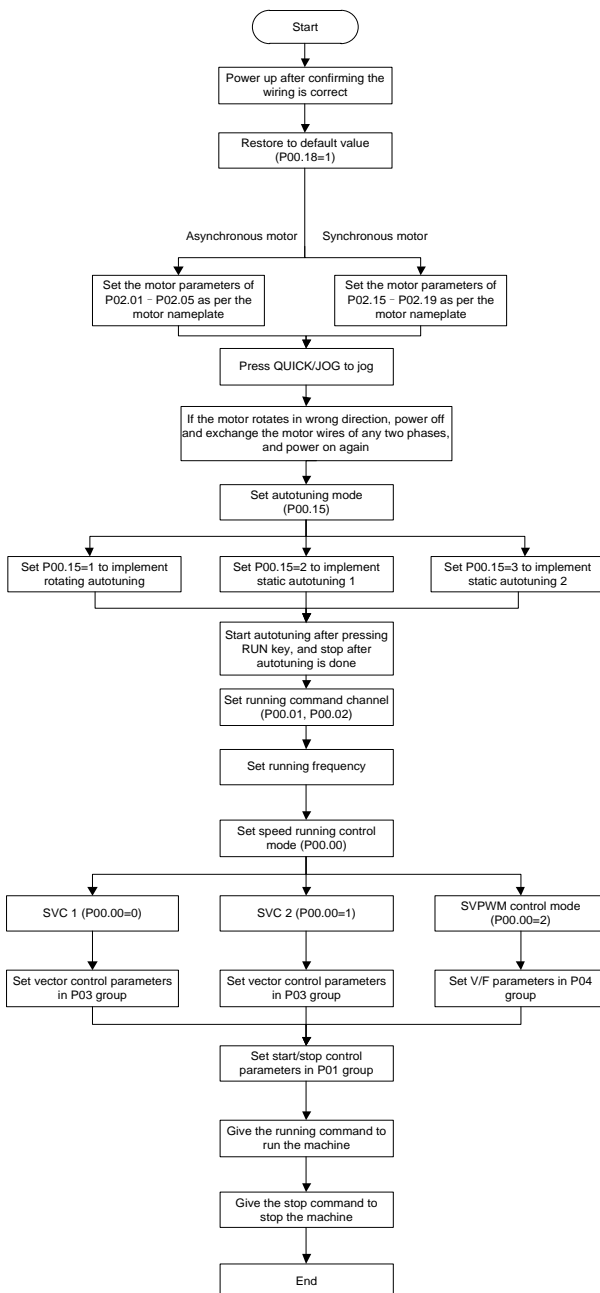 Start
Power up after confirming the
wiring is correct
Restore to default value
(P00.18=1)
Asynchronous motor
Synchronous motor
Set the motor parameters of
P02.01－P02.05 as per the
motor nameplate
Set the motor parameters of
P02.15－P02.19 as per the
motor nameplate
Press QUICK/JOG to jog
If the motor rotates in wrong direction, power off
and exchange the motor wires of any two phases,
and power on again
Set autotuning mode
(P00.15)
Set P00.15=1 to implement
rotating autotuning
Set P00.15=2 to implement
static autotuning 1
Set P00.15=3 to implement
static autotuning 2
Start autotuning after pressing
RUN key, and stop after
autotuning is done
Set running command channel
(P00.01, P00.02)
Set running frequency
Set speed running control
mode (P00.00)
SVC 1 (P00.00=0)
SVC 2 (P00.00=1)
SVPWM control mode
(P00.00=2)
Set vector control parameters
in P03 group
Set vector control parameters
in P03 group
Set V/F parameters in P04
group
Set start/stop control
parameters in P01 group
Give the running command to
run the machine
Give the stop command to
stop the machine
End